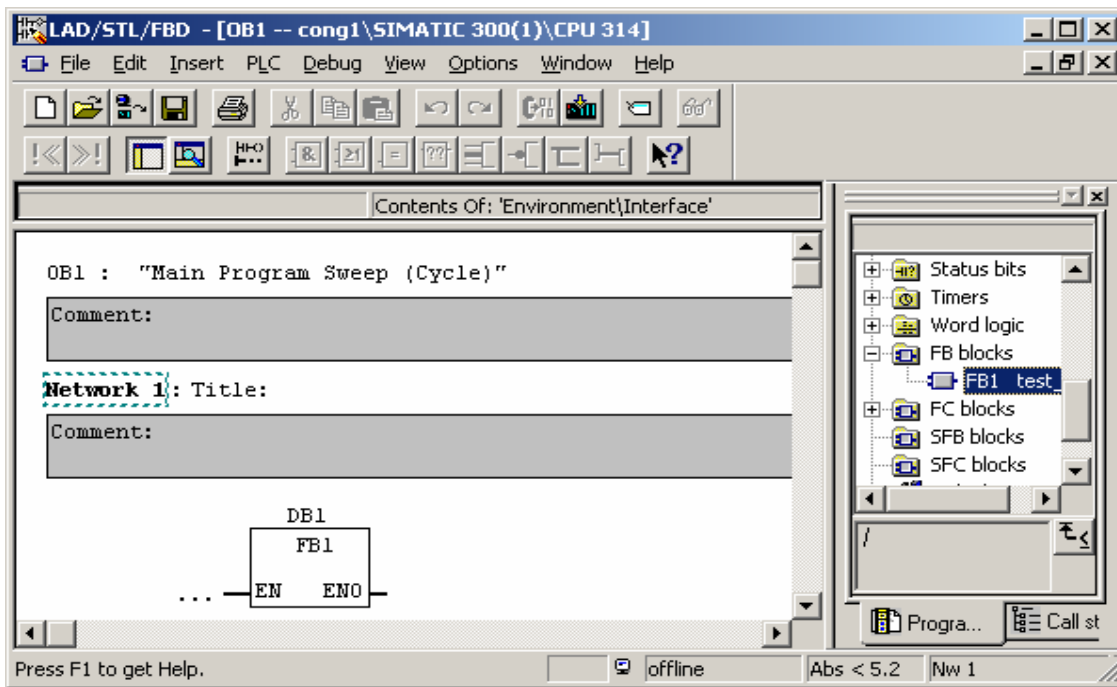 LAD/STL/FBD - [OB1 -- cong1\SIMATIC 300(1)\CPU 314]
File Edit Insert PLC Debug View Options Window Help
Contents Of: 'Environment\Interface'
OB1 : "Main Program Sweep (Cycle)"
Comment:
Network 1: Title:
Comment:
DB1
FB1
... EN ENO
Status bits
Timers
Word logic
FB blocks
FB1 test_
FC blocks
SFB blocks
SFC blocks
/
Progra... Call st
Press F1 to get Help. offline Abs < 5.2 Nw 1